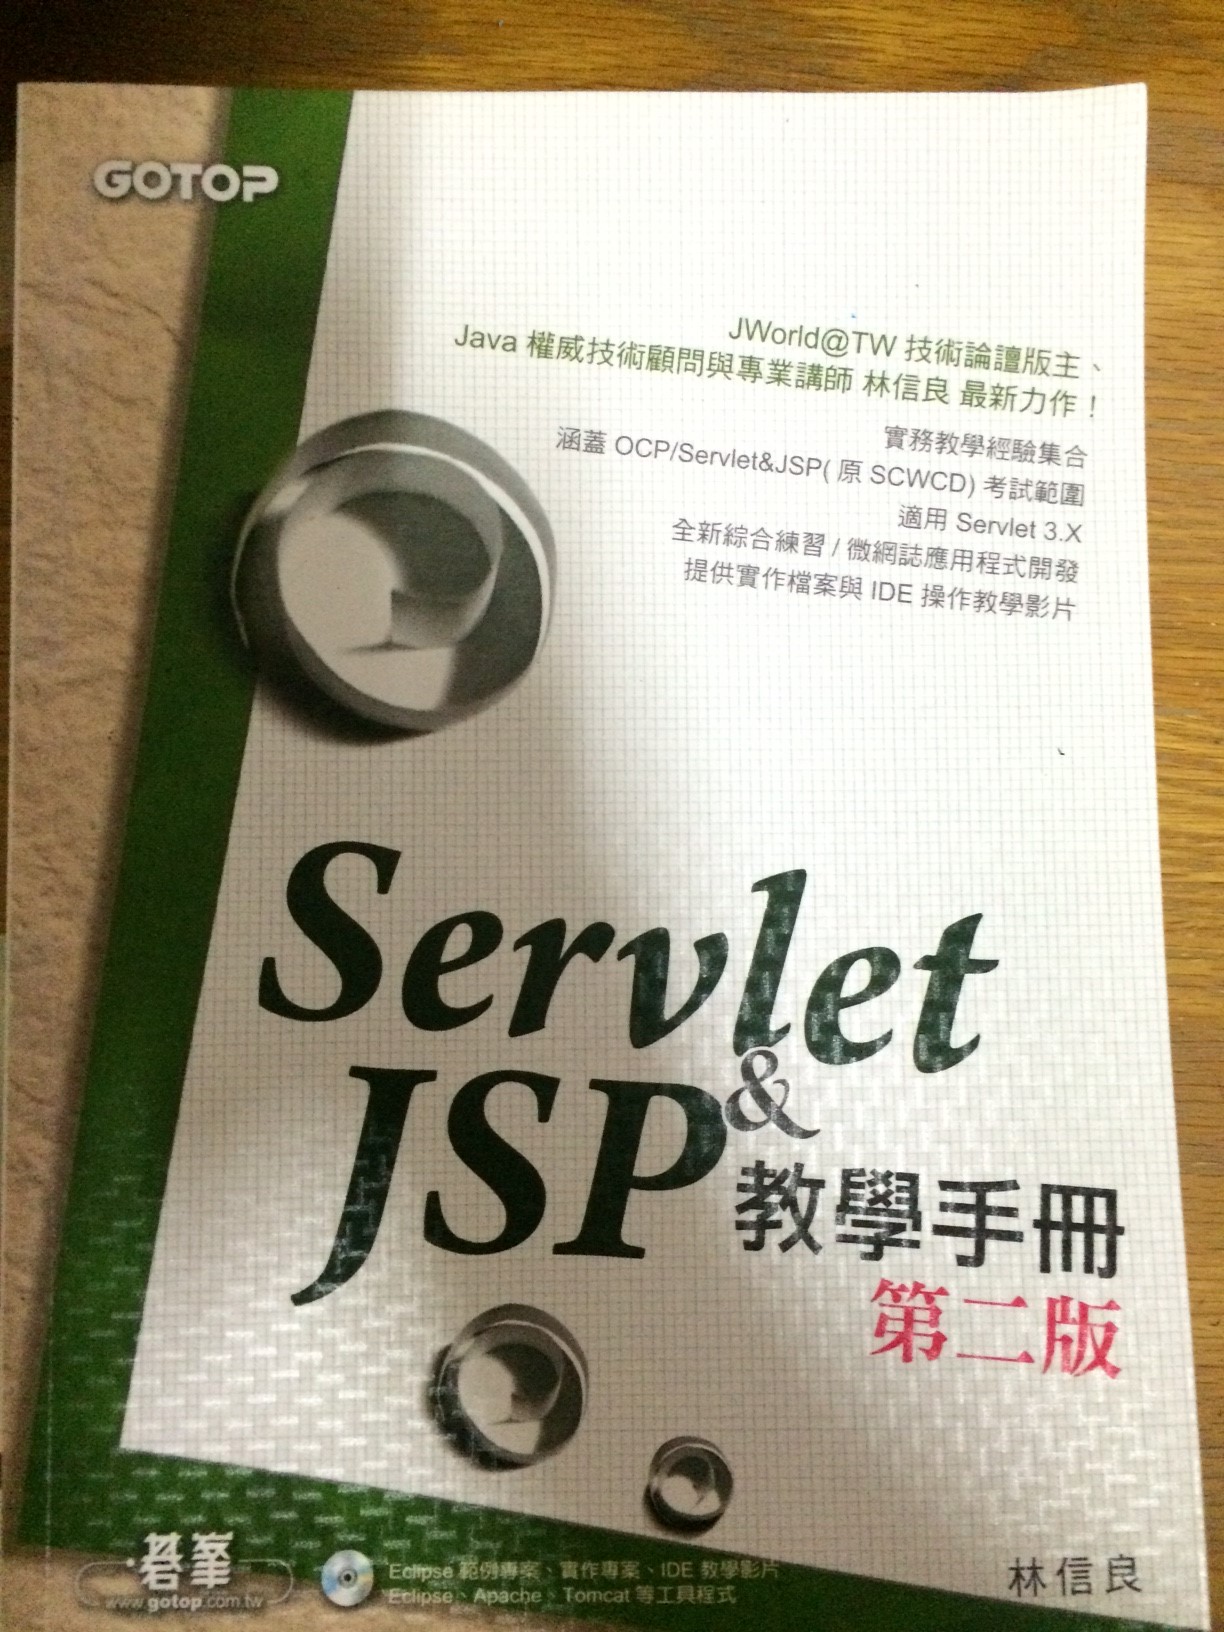 GOTOP
JWorld@TW 技術論譠版主、
Java 權威技術顧問與專業講師 林信良 最新力作！
實務教學經驗集合
涵蓋 OCP/Servlet&JSP( 原 SCWCD) 考試範圍
適用 Servlet 3.X
全新綜合練習 / 微網誌應用程式開發
提供實作檔案與 IDE 操作教學影片
Servlet
&
JSP 教學手冊
第二版
碁峯
www.gotop.com.tw
Eclipse 範例專案、實作專案、IDE 教學影片
Eclipse、Apache、Tomcat 等工具程式
林信良